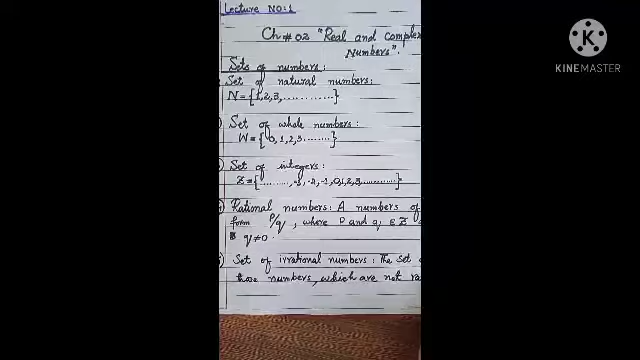 Lecture NO:1
Ch # 02 "Real and Complex
Numbers".
Sets of numbers:
Set of natural numbers:
N = {1,2,3,.............}
Set of whole numbers:
W = {0,1,2,3........}
Set of integers:
Z = {........,-3,-2,-1,0,1,2,3,..........}
Rational numbers: A numbers of
form P/q, where P and q ∈ Z
q≠0.
Set of irrational numbers: The set
those numbers, which are not
KINEMASTER